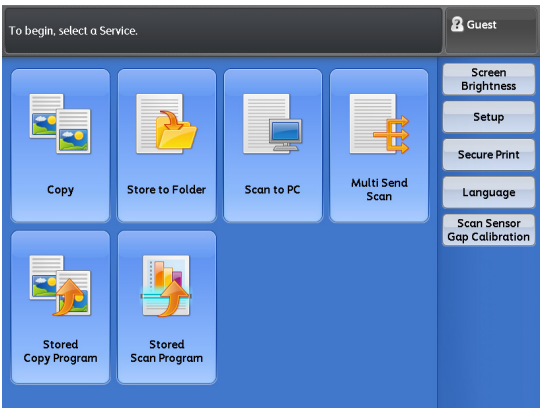 To begin, select a Service.
Guest
Copy
Store to Folder
Scan to PC
Multi Send
Scan
Stored
Copy Program
Stored
Scan Program
Screen
Brightness
Setup
Secure Print
Language
Scan Sensor
Gap Calibration